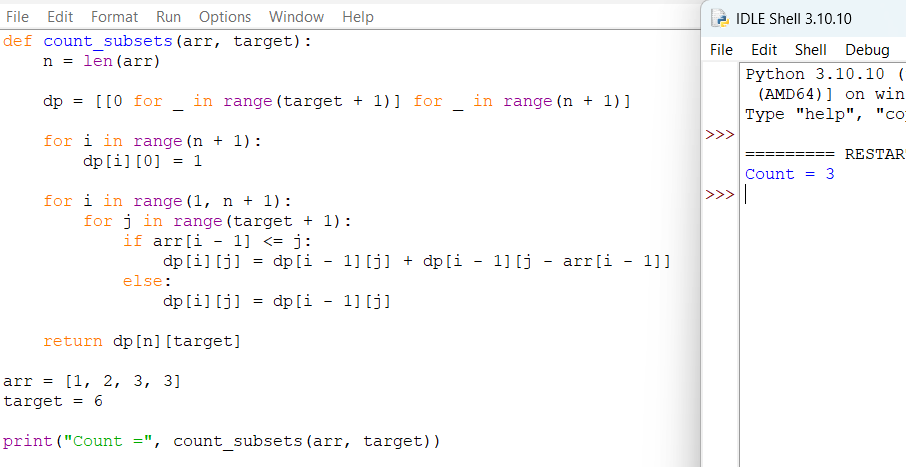 File Edit Format Run Options Window Help
def count_subsets(arr, target):
    n = len(arr)
    dp = [[0 for _ in range(target + 1)] for _ in range(n + 1)]
    for i in range(n + 1):
        dp[i][0] = 1
    for i in range(1, n + 1):
        for j in range(target + 1):
            if arr[i - 1] <= j:
                dp[i][j] = dp[i - 1][j] + dp[i - 1][j - arr[i - 1]]
            else:
                dp[i][j] = dp[i - 1][j]
    return dp[n][target]
arr = [1, 2, 3, 3]
target = 6
print("Count =", count_subsets(arr, target))
IDLE Shell 3.10.10
File Edit Shell Debug
Python 3.10.10 (
(AMD64)] on win
Type "help", "co
>>>
========= RESTAR
Count = 3
>>>